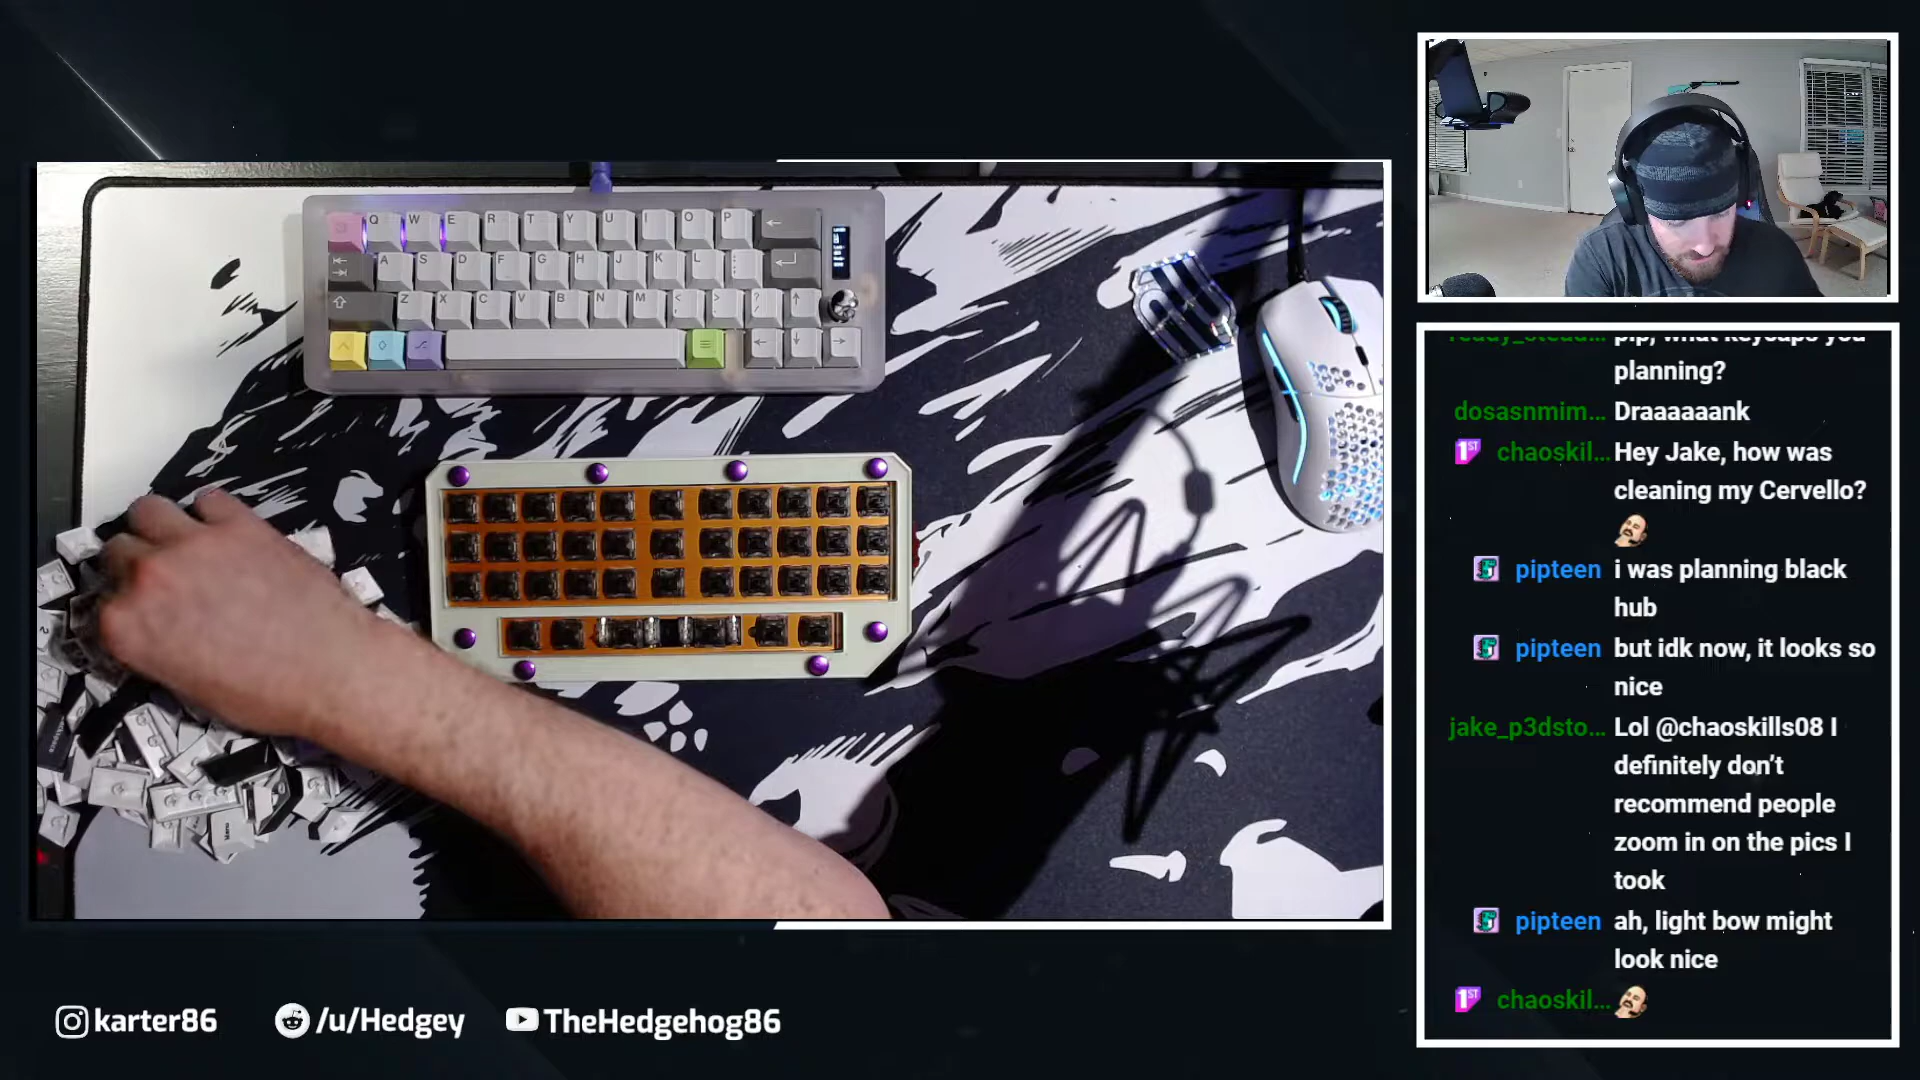 Q W E R T Y U I O P
A S D F G H J K L
Z X C V B N M < > ?
planning?
dosasnmim... Draaaaaank
1ST chaoskil... Hey Jake, how was
cleaning my Cervello?
pipteen i was planning black
hub
pipteen but idk now, it looks so
nice
jake_p3dsto... Lol @chaoskills08 I
definitely don't
recommend people
zoom in on the pics I
took
pipteen ah, light bow might
look nice
1ST chaoskil...
karter86 /u/Hedgey TheHedgehog86